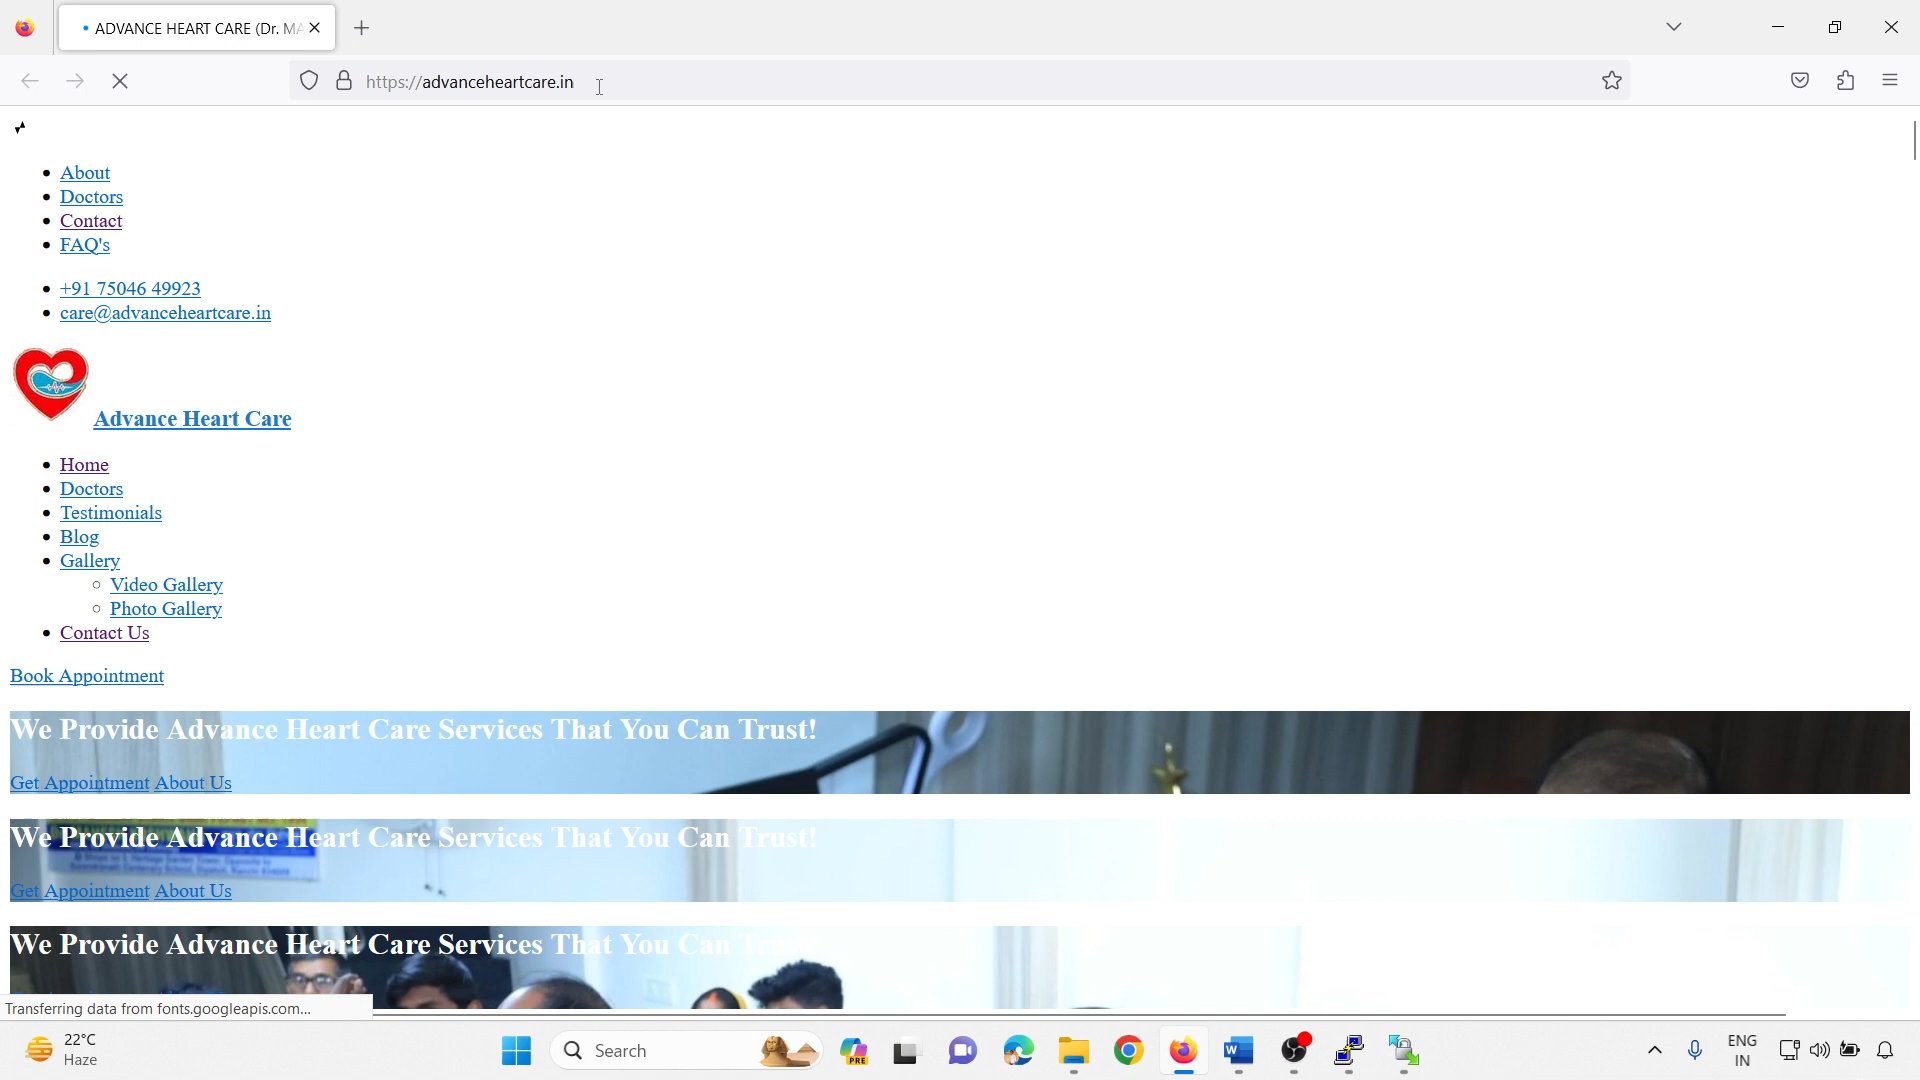 ADVANCE HEART CARE (Dr. MA
https://advanceheartcare.in
About
Doctors
Contact
FAQ's
+91 75046 49923
care@advanceheartcare.in
Advance Heart Care
Home
Doctors
Testimonials
Blog
Gallery
Video Gallery
Photo Gallery
Contact Us
Book Appointment
We Provide Advance Heart Care Services That You Can Trust!
Get Appointment About Us
We Provide Advance Heart Care Services That You Can Trust!
Get Appointment About Us
We Provide Advance Heart Care Services That You Can Trust!
Transferring data from fonts.googleapis.com...
22°C
Haze
Search
PRE
ENG
IN